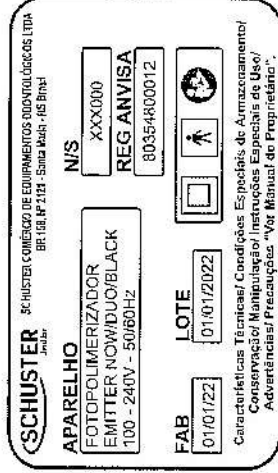 SCHUSTER
SCHUSTER COMÉRCIO DE EQUIPAMENTOS ODONTOLÓGICOS LTDA
BR 158, Nº 2121 - Santa Maria - RS Brasil
APARELHO
FOTOPOLIMERIZADOR
EMITTER NOW/DUO/BLACK
100 - 240V - 50/60Hz
N/S
XXX000
REG ANVISA
80354800012
FAB
01/01/22
LOTE
01/01/2022
Características Técnicas/ Condições Especiais de Armazenamento/
Conservação/ Manipulação/ Instruções Especiais de Uso/
Advertências/ Precauções "Ver Manual do Proprietário".